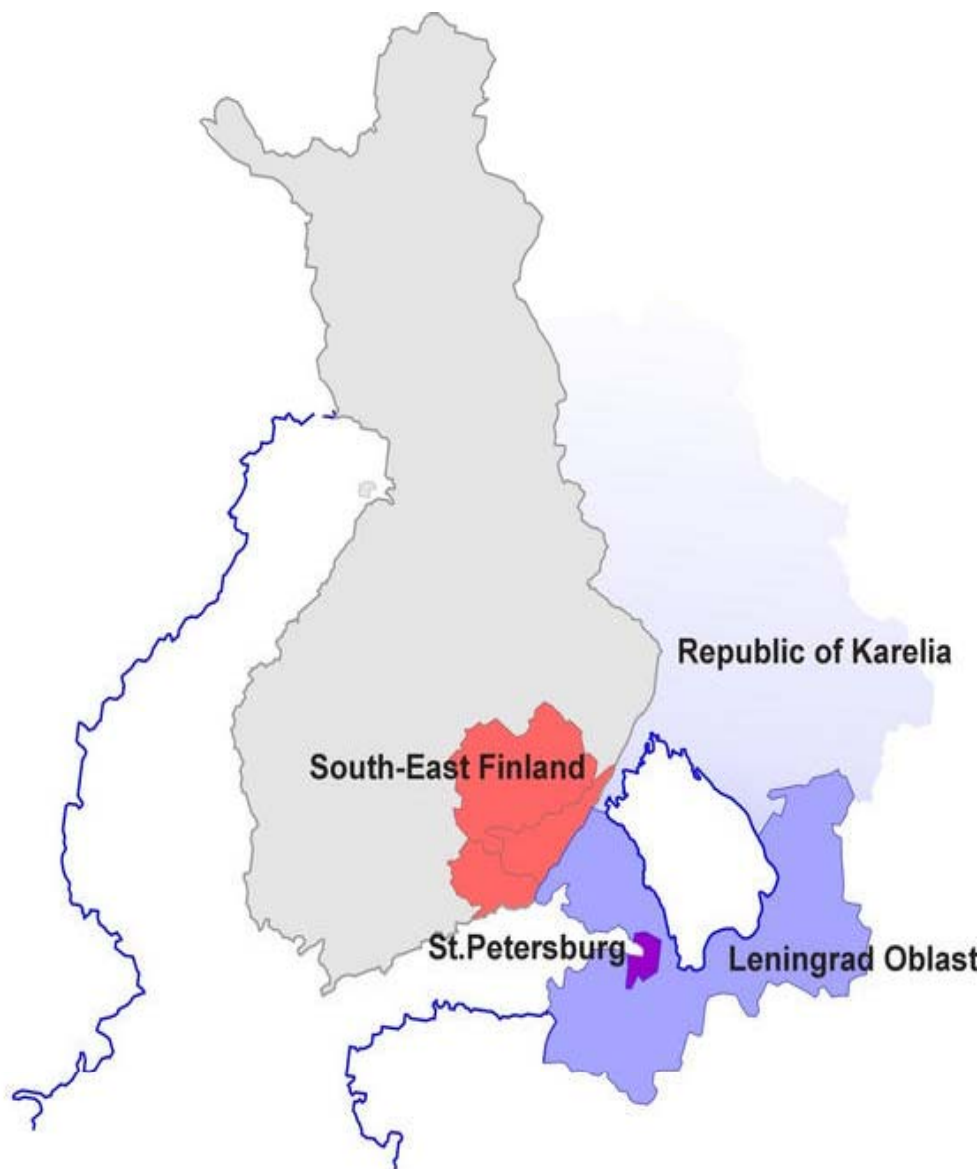 Republic of Karelia
South-East Finland
St.Petersburg
Leningrad Oblast